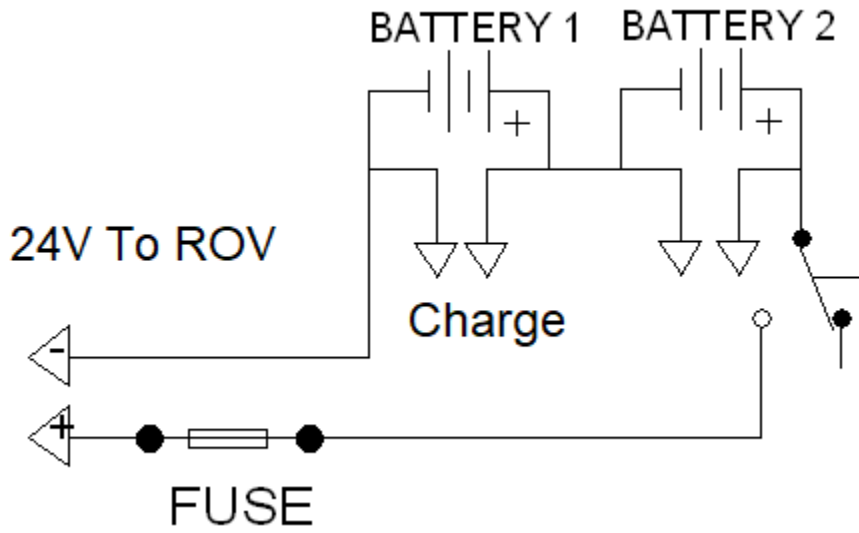 BATTERY 1
BATTERY 2
+
+
24V To ROV
Charge
-
+
FUSE